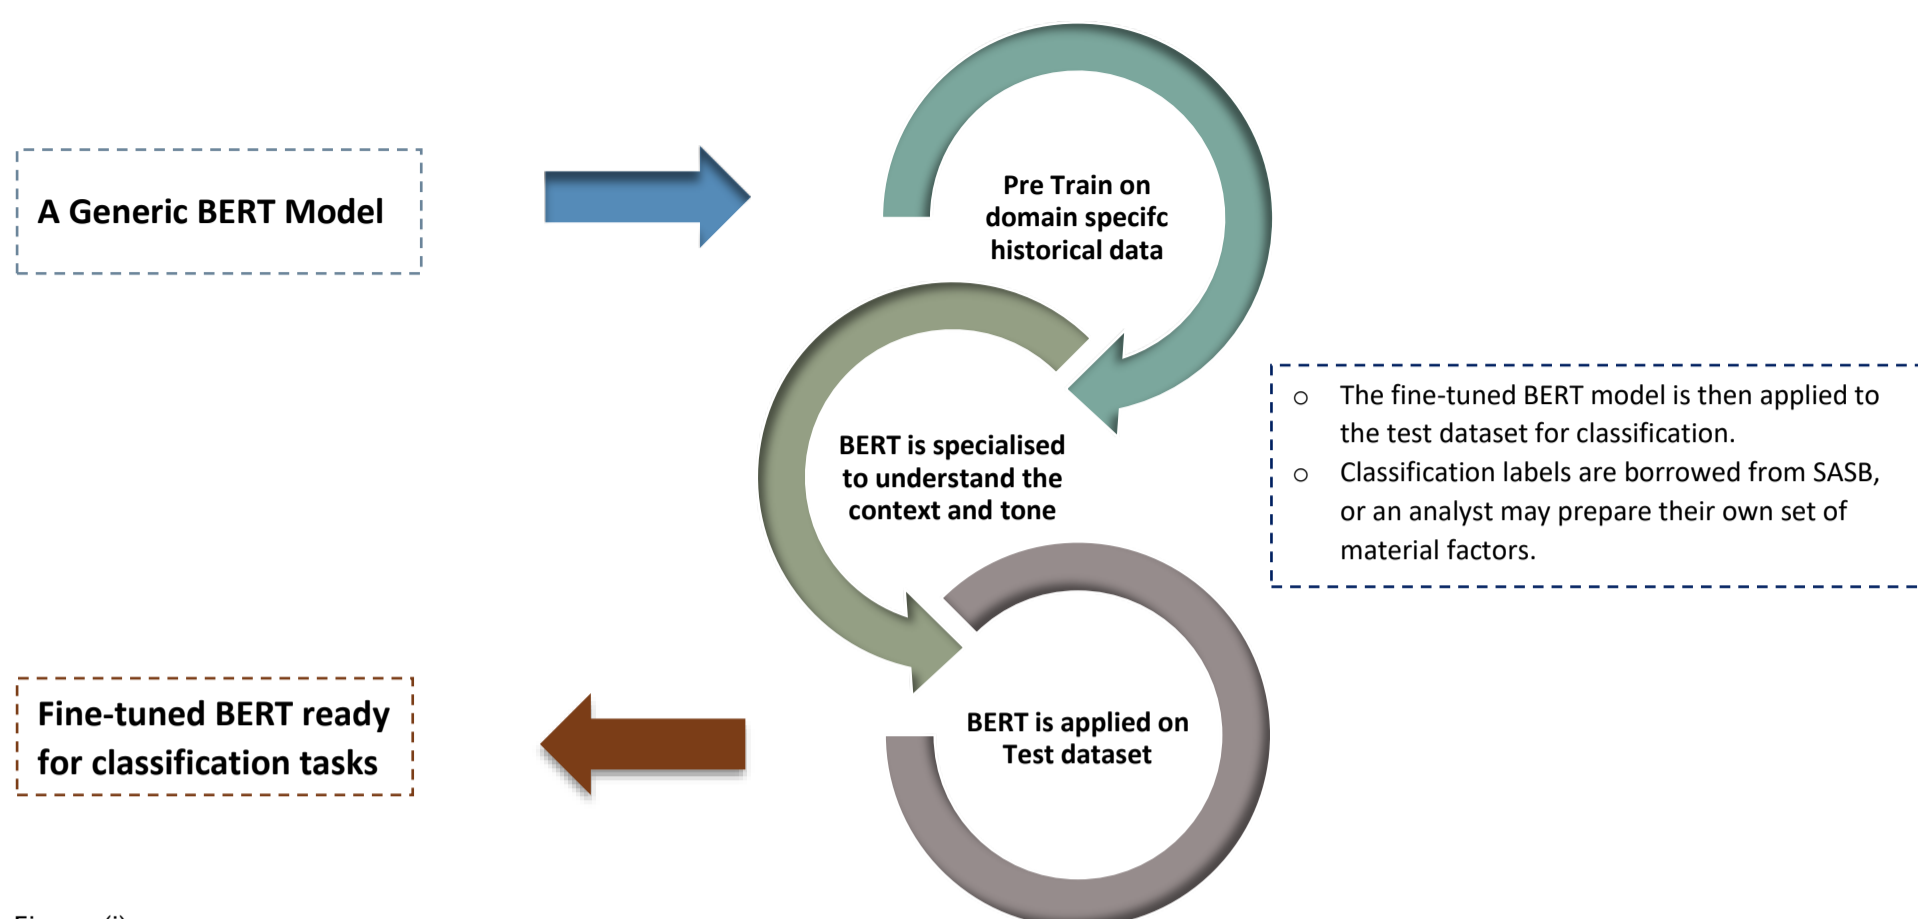 A Generic BERT Model
Pre Train on
domain specifc
historical data
BERT is specialised
to understand the
context and tone
○ The fine-tuned BERT model is then applied to
the test dataset for classification.
○ Classification labels are borrowed from SASB,
or an analyst may prepare their own set of
material factors.
Fine-tuned BERT ready
for classification tasks
BERT is applied on
Test dataset